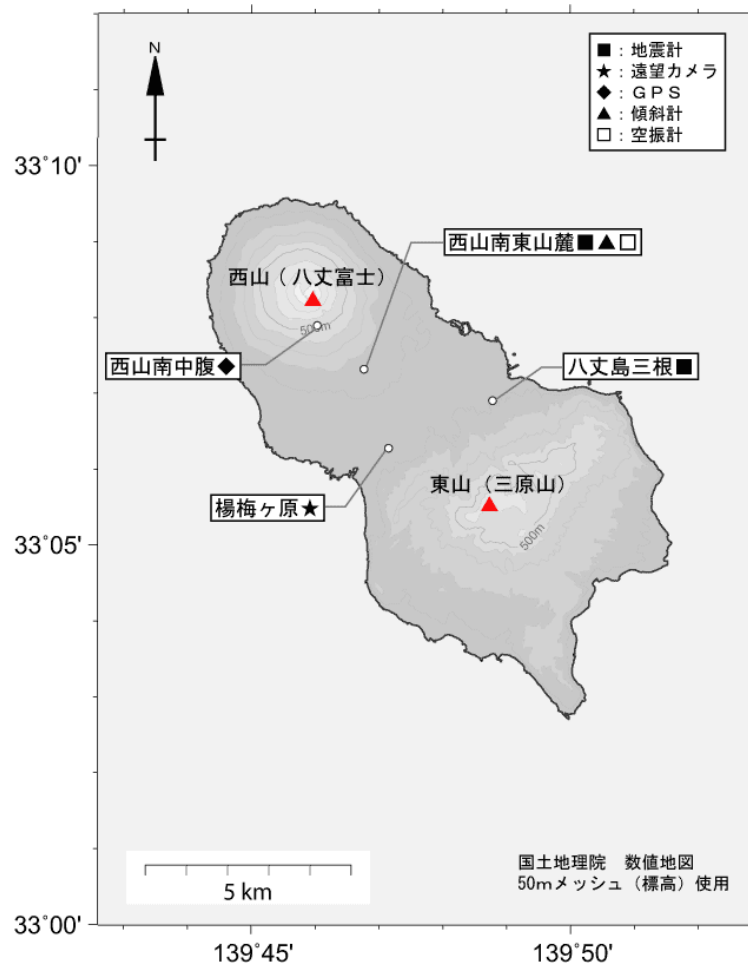 N
■：地震計
★：遠望カメラ
◆：ＧＰＳ
▲：傾斜計
□：空振計
33°10'
西山南東山麓■▲□
西山（八丈富士）
500m
西山南中腹◆
八丈島三根■
東山（三原山）
楊梅ヶ原★
500m
33°05'
5 km
国土地理院　数値地図
50mメッシュ（標高）使用
33°00'
139°45'
139°50'